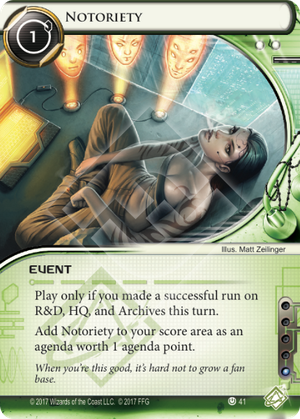 1
NOTORIETY
Illus. Matt Zeilinger
EVENT
Play only if you made a successful run on
R&D, HQ, and Archives this turn.
Add Notoriety to your score area as an
agenda worth 1 agenda point.
When you're this good, it's hard not to grow a fan
base.
© 2017 Wizards of the Coast LLC. © 2017 FFG
41